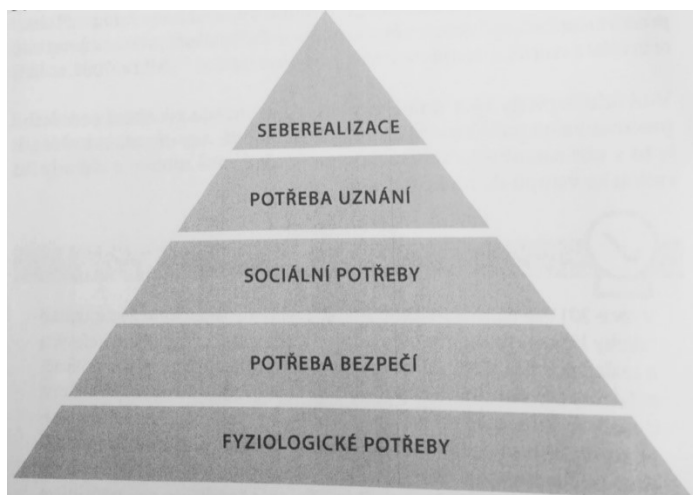 SEBEREALIZACE
POTŘEBA UZNÁNÍ
SOCIÁLNÍ POTŘEBY
POTŘEBA BEZPEČÍ
FYZIOLOGICKÉ POTŘEBY